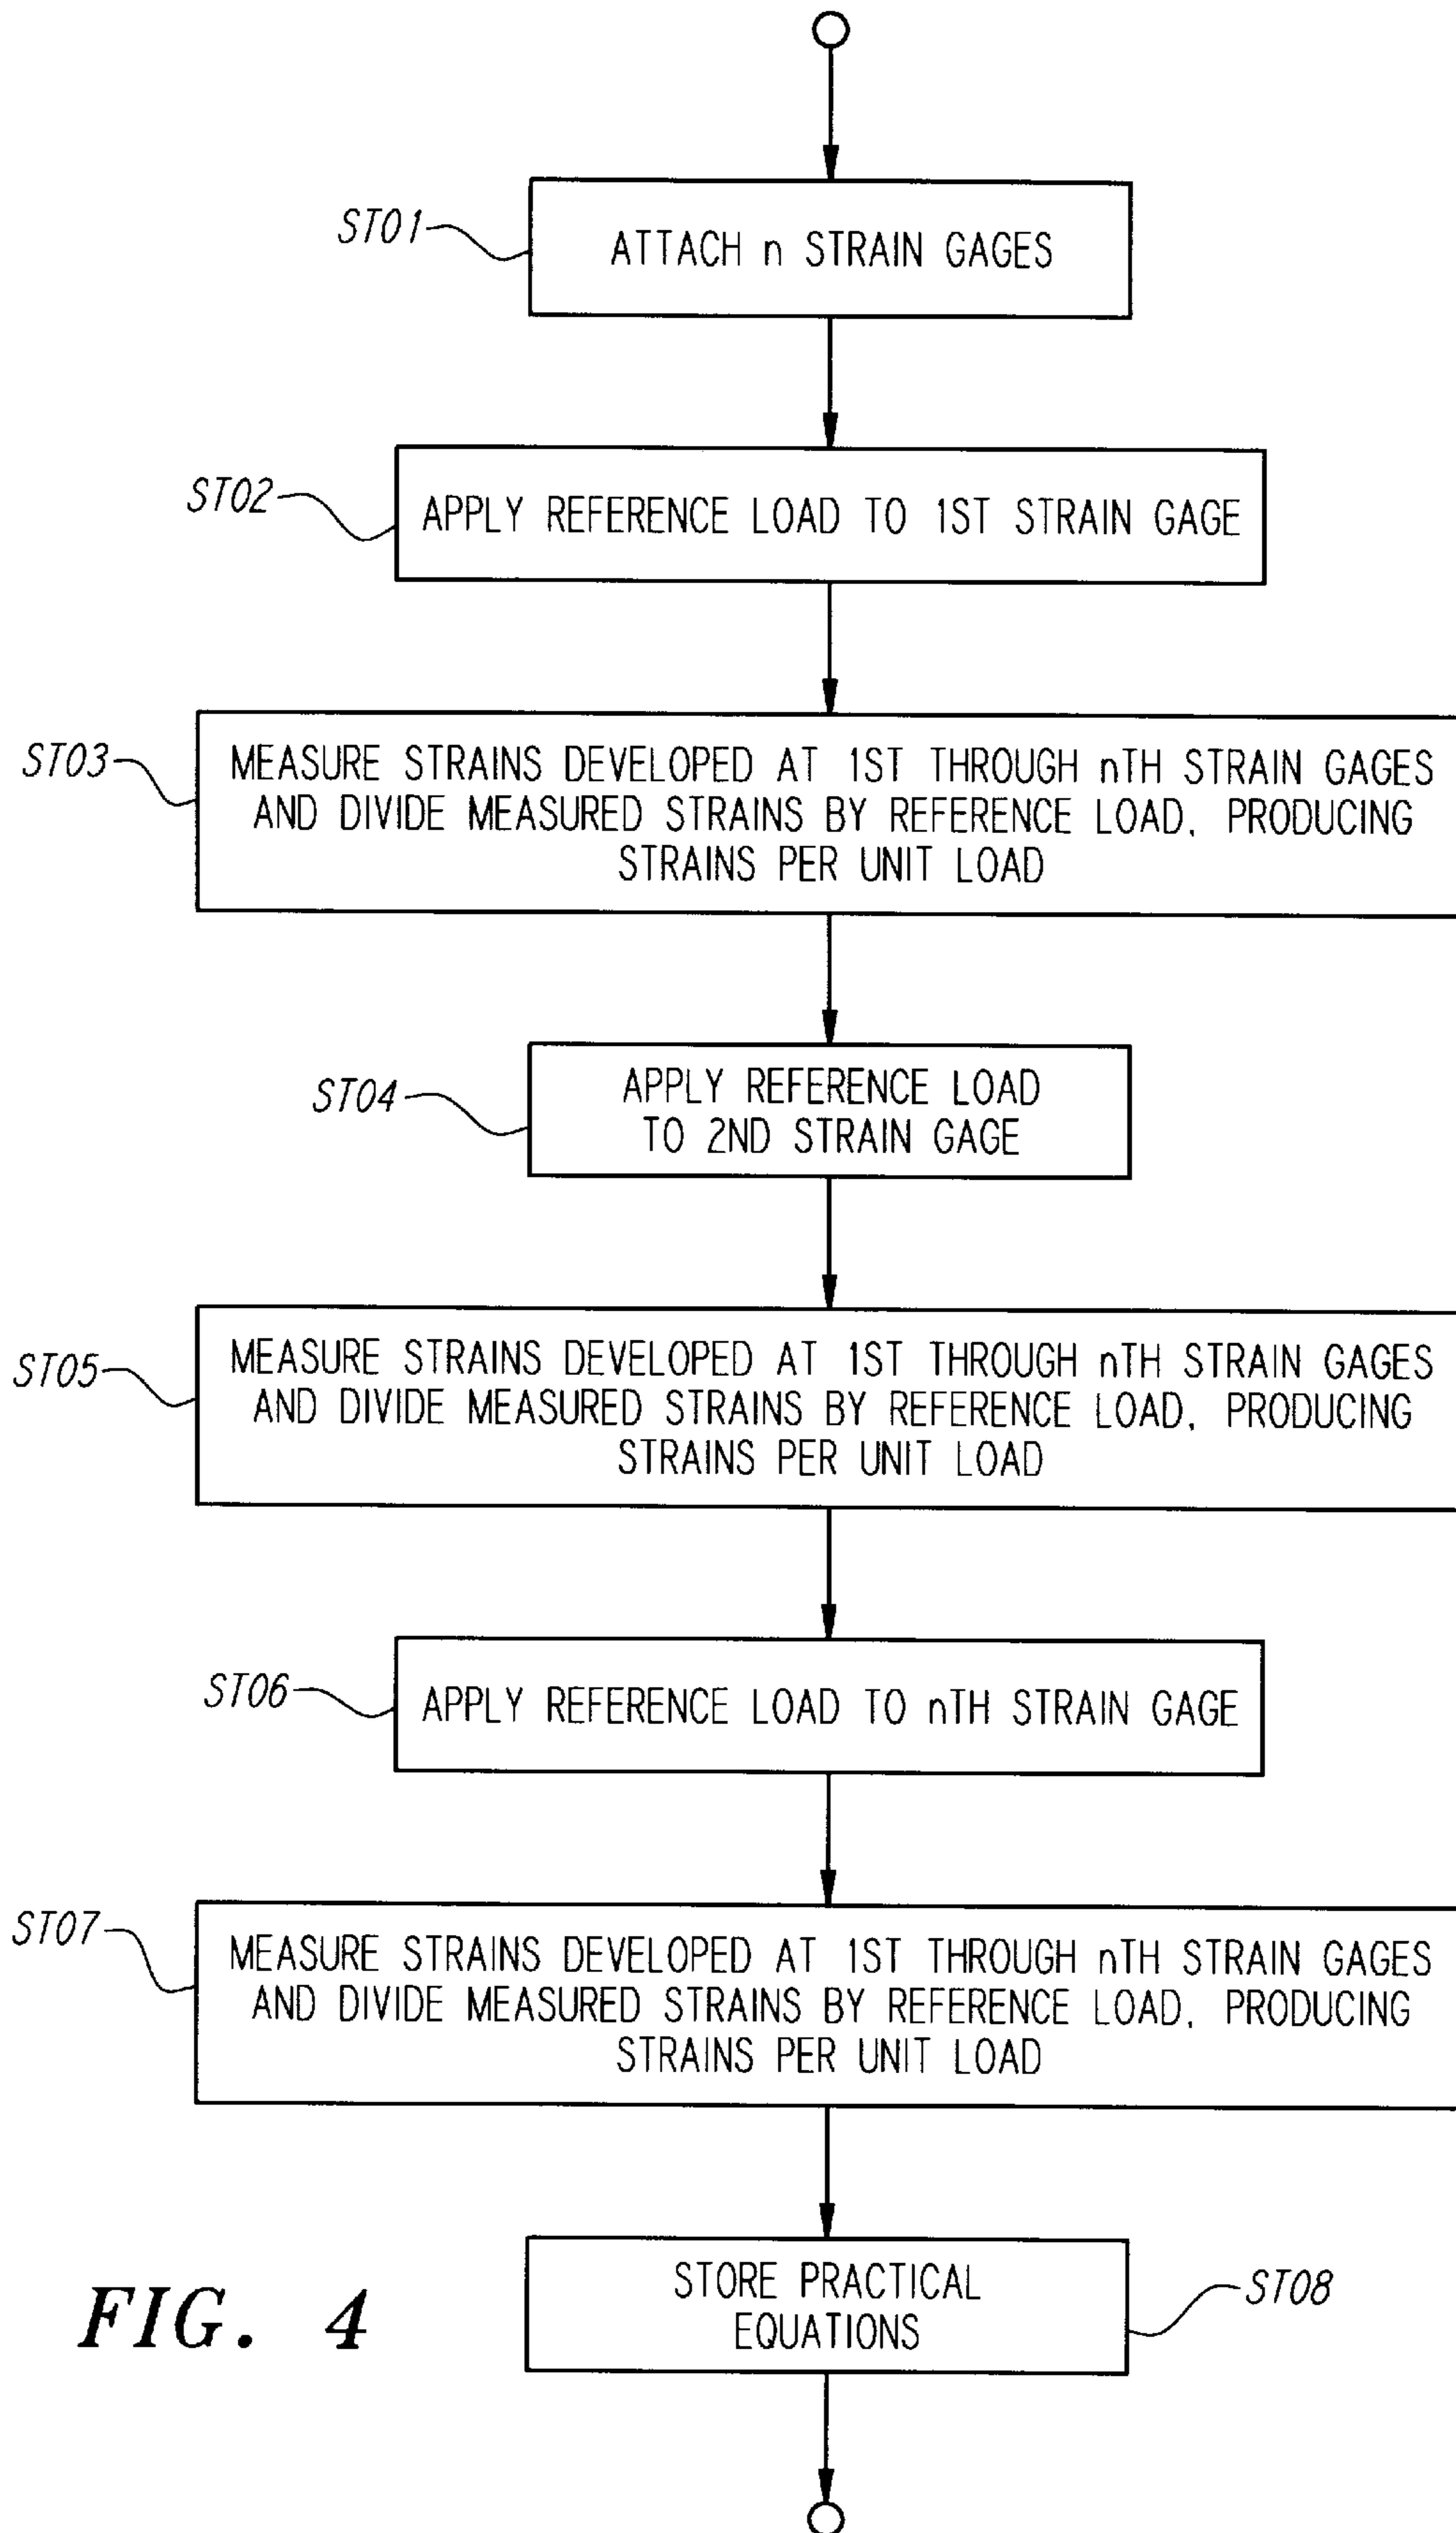 ST01
ATTACH n STRAIN GAGES
ST02
APPLY REFERENCE LOAD TO 1ST STRAIN GAGE
ST03
MEASURE STRAINS DEVELOPED AT 1ST THROUGH nTH STRAIN GAGES
AND DIVIDE MEASURED STRAINS BY REFERENCE LOAD, PRODUCING
STRAINS PER UNIT LOAD
ST04
APPLY REFERENCE LOAD
TO 2ND STRAIN GAGE
ST05
MEASURE STRAINS DEVELOPED AT 1ST THROUGH nTH STRAIN GAGES
AND DIVIDE MEASURED STRAINS BY REFERENCE LOAD, PRODUCING
STRAINS PER UNIT LOAD
ST06
APPLY REFERENCE LOAD TO nTH STRAIN GAGE
ST07
MEASURE STRAINS DEVELOPED AT 1ST THROUGH nTH STRAIN GAGES
AND DIVIDE MEASURED STRAINS BY REFERENCE LOAD, PRODUCING
STRAINS PER UNIT LOAD
STORE PRACTICAL
EQUATIONS
ST08
FIG. 4